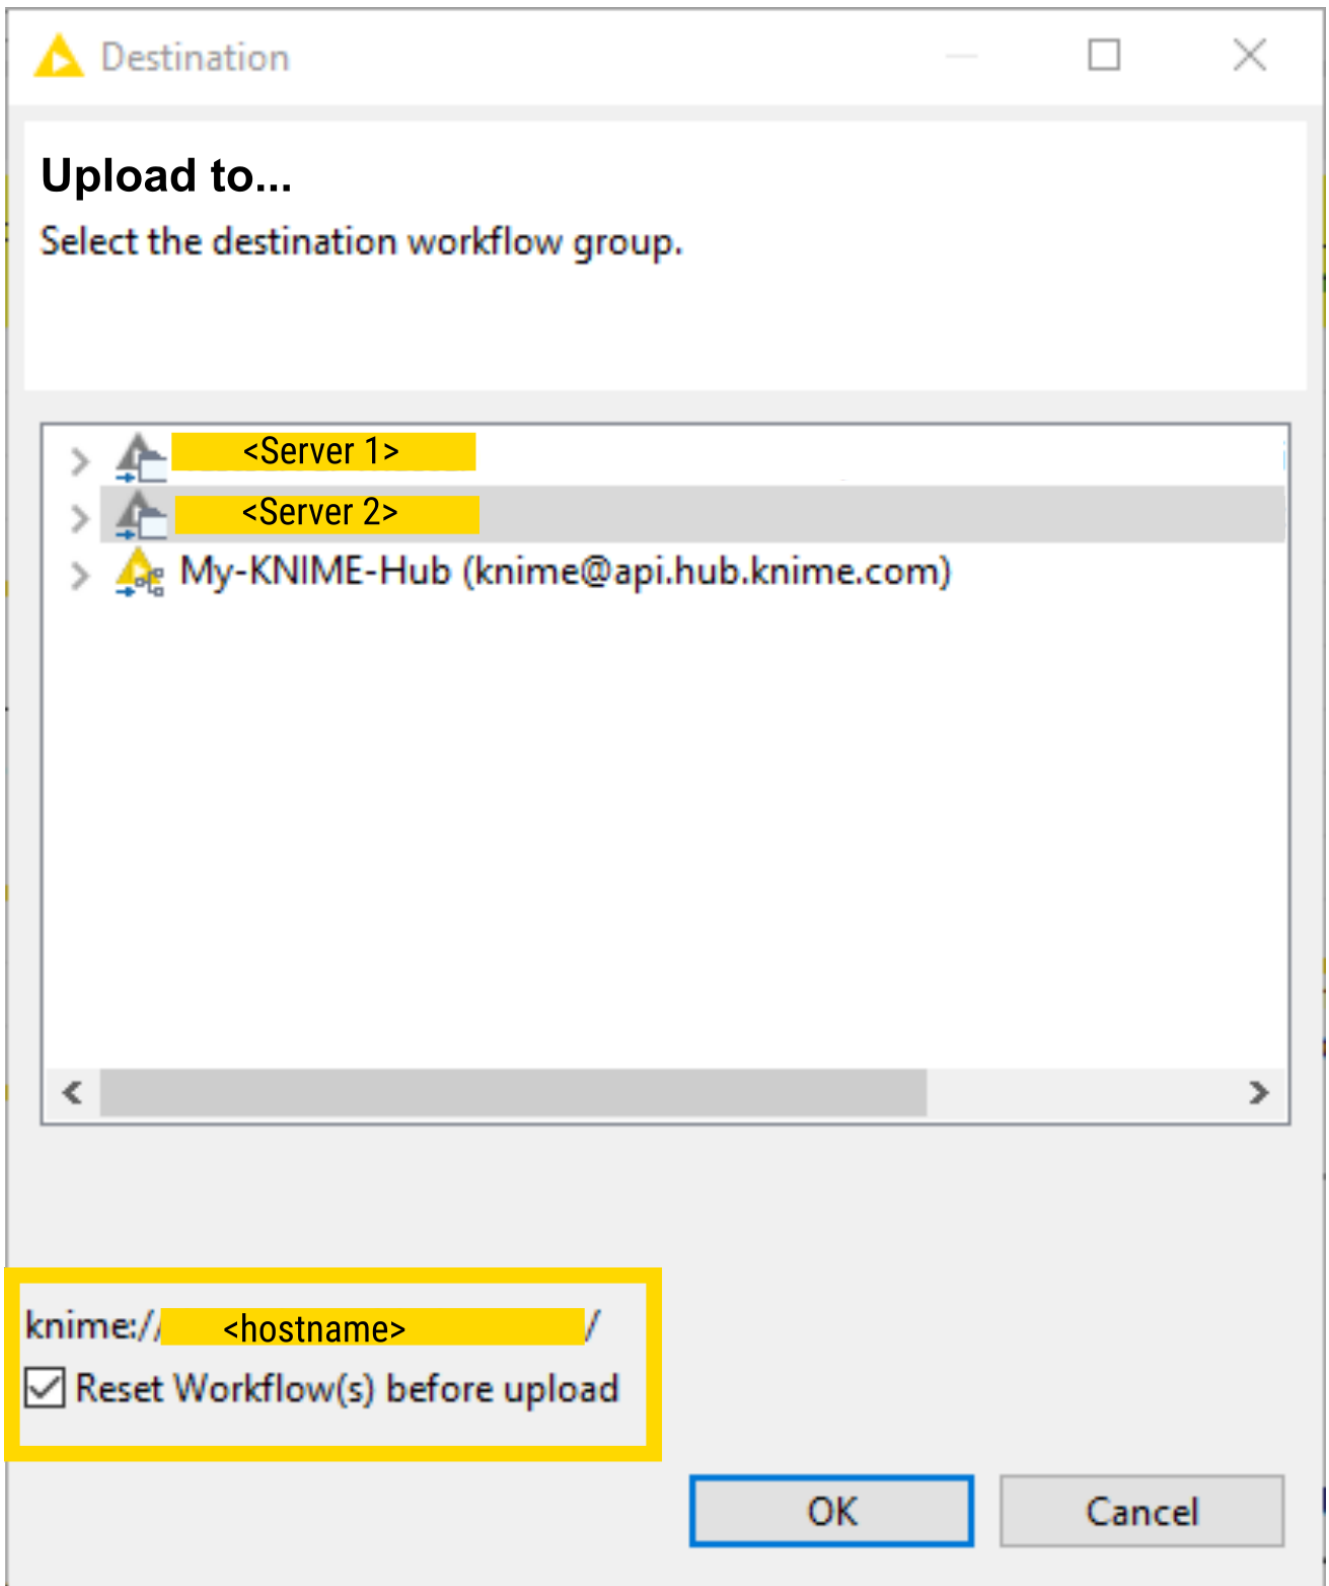 Destination
Upload to...
Select the destination workflow group.
<Server 1>
<Server 2>
My-KNIME-Hub (knime@api.hub.knime.com)
knime://<hostname>/
Reset Workflow(s) before upload
OK
Cancel